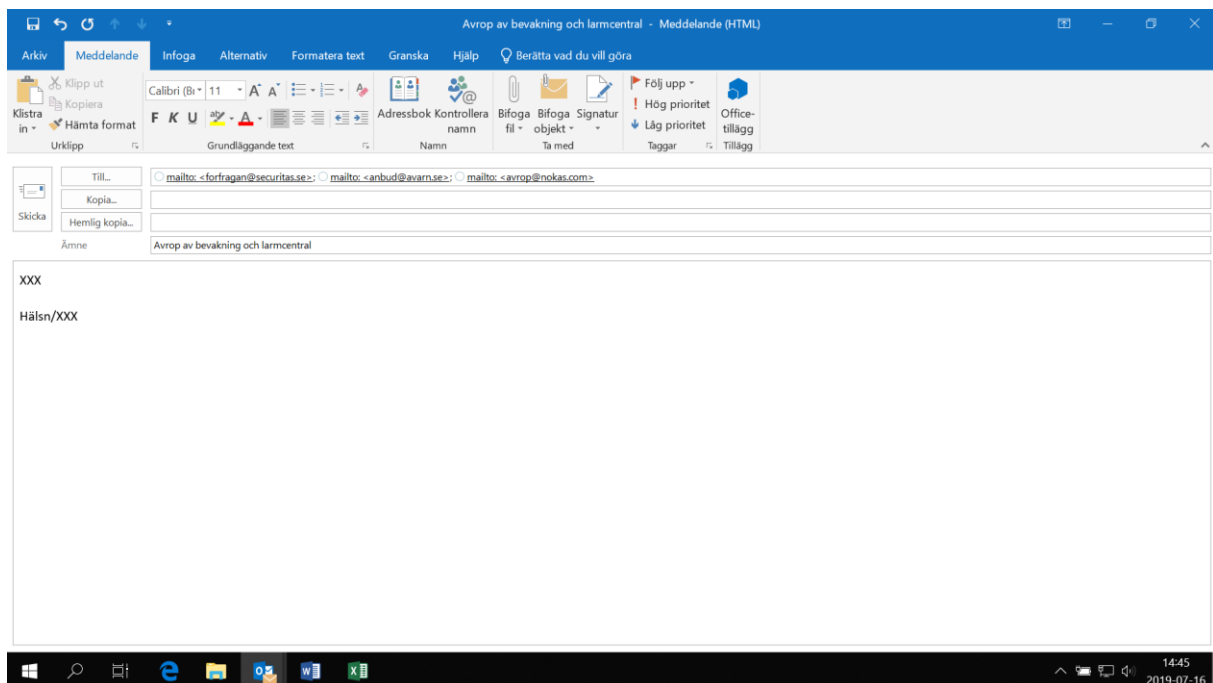 Avrop av bevakning och larmcentral - Meddelande (HTML)
Arkiv Meddelande Infoga Alternativ Formatera text Granska Hjälp Berätta vad du vill göra
Klistra in
Klipp ut
Kopiera
Hämta format
Urklipp
Calibri (Br 11 A A
F K U aby A
Grundläggande text
Adressbok Kontrollera namn
Namn
Bifoga fil Bifoga objekt Signatur
Ta med
Följ upp
Hög prioritet
Låg prioritet
Taggar
Office-tillägg
Tillägg
Skicka
Till... mailto: <forfragan@securitas.se>; mailto: <anbud@avarn.se>; mailto: <avrop@nokas.com>
Kopia...
Hemlig kopia...
Ämne Avrop av bevakning och larmcentral
XXX
Hälsn/XXX
14:45
2019-07-16